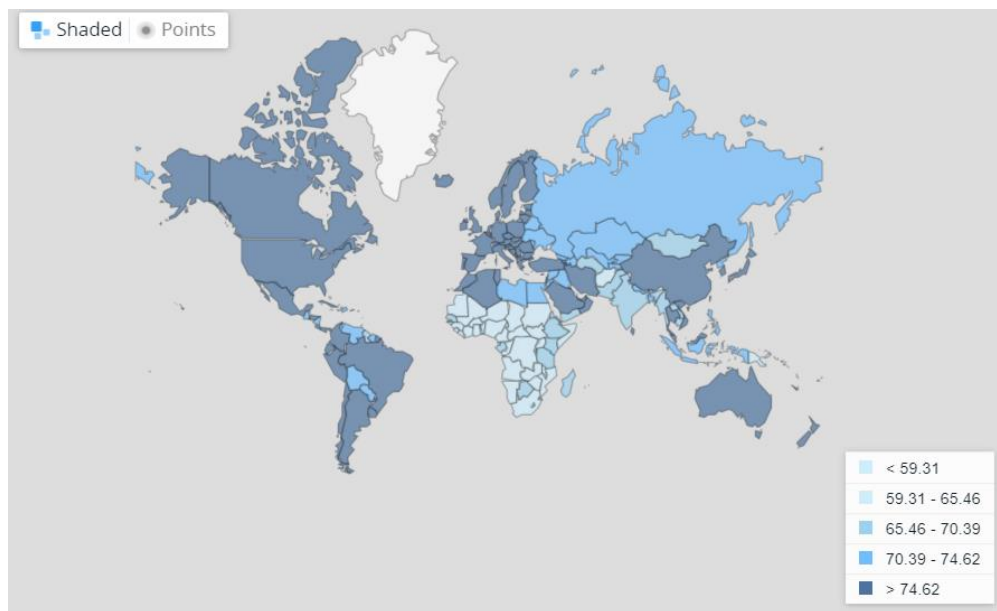 Shaded Points
< 59.31
59.31 - 65.46
65.46 - 70.39
70.39 - 74.62
> 74.62